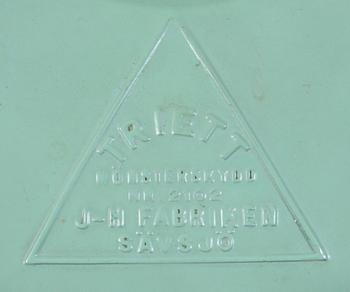 TRIETT
MÖNSTERSKYDD
NR. 2102
J-H FABRIKEN
SÄVSJÖ